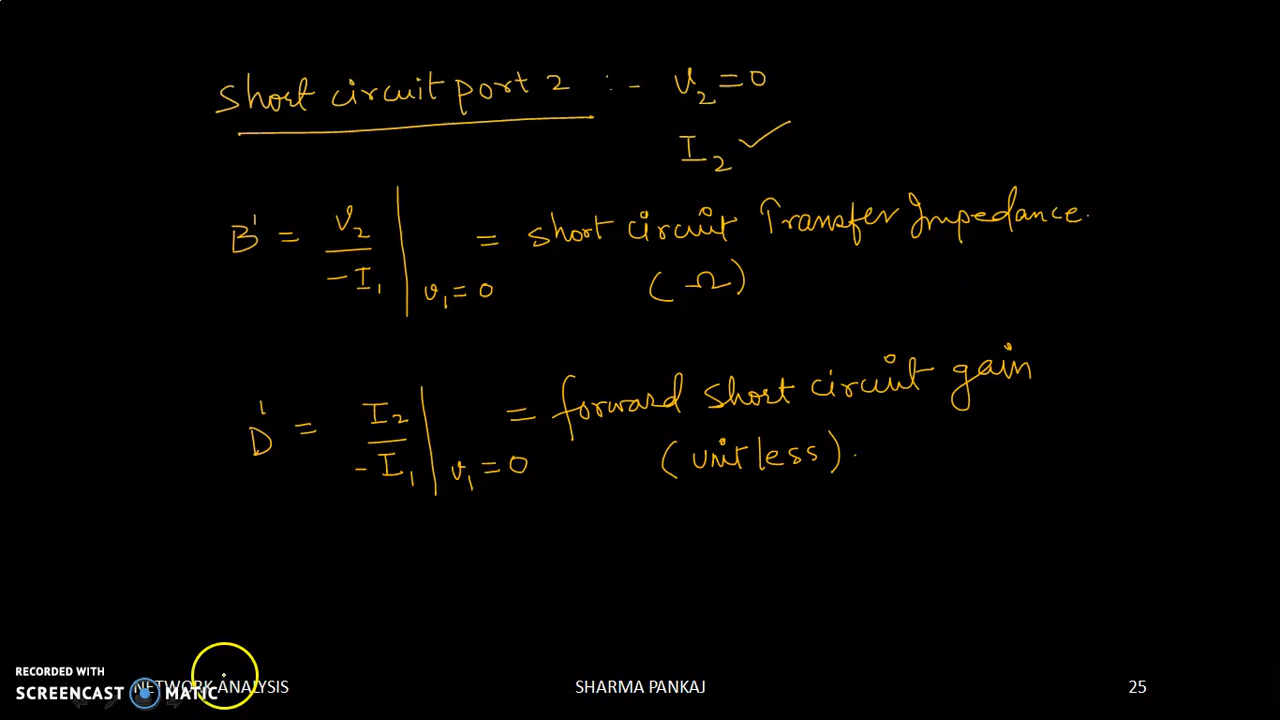 Short circuit port 2 :- V₂ = 0
I₂ ✓
B' = V₂ / -I₁ | V₁ = 0 = short circuit Transfer Impedance.
(Ω)
D' = I₂ / -I₁ | V₁ = 0 = forward short circuit gain
(unitless).
RECORDED WITH
SCREENCAST MATIC
NETWORK ANALYSIS
SHARMA PANKAJ
25